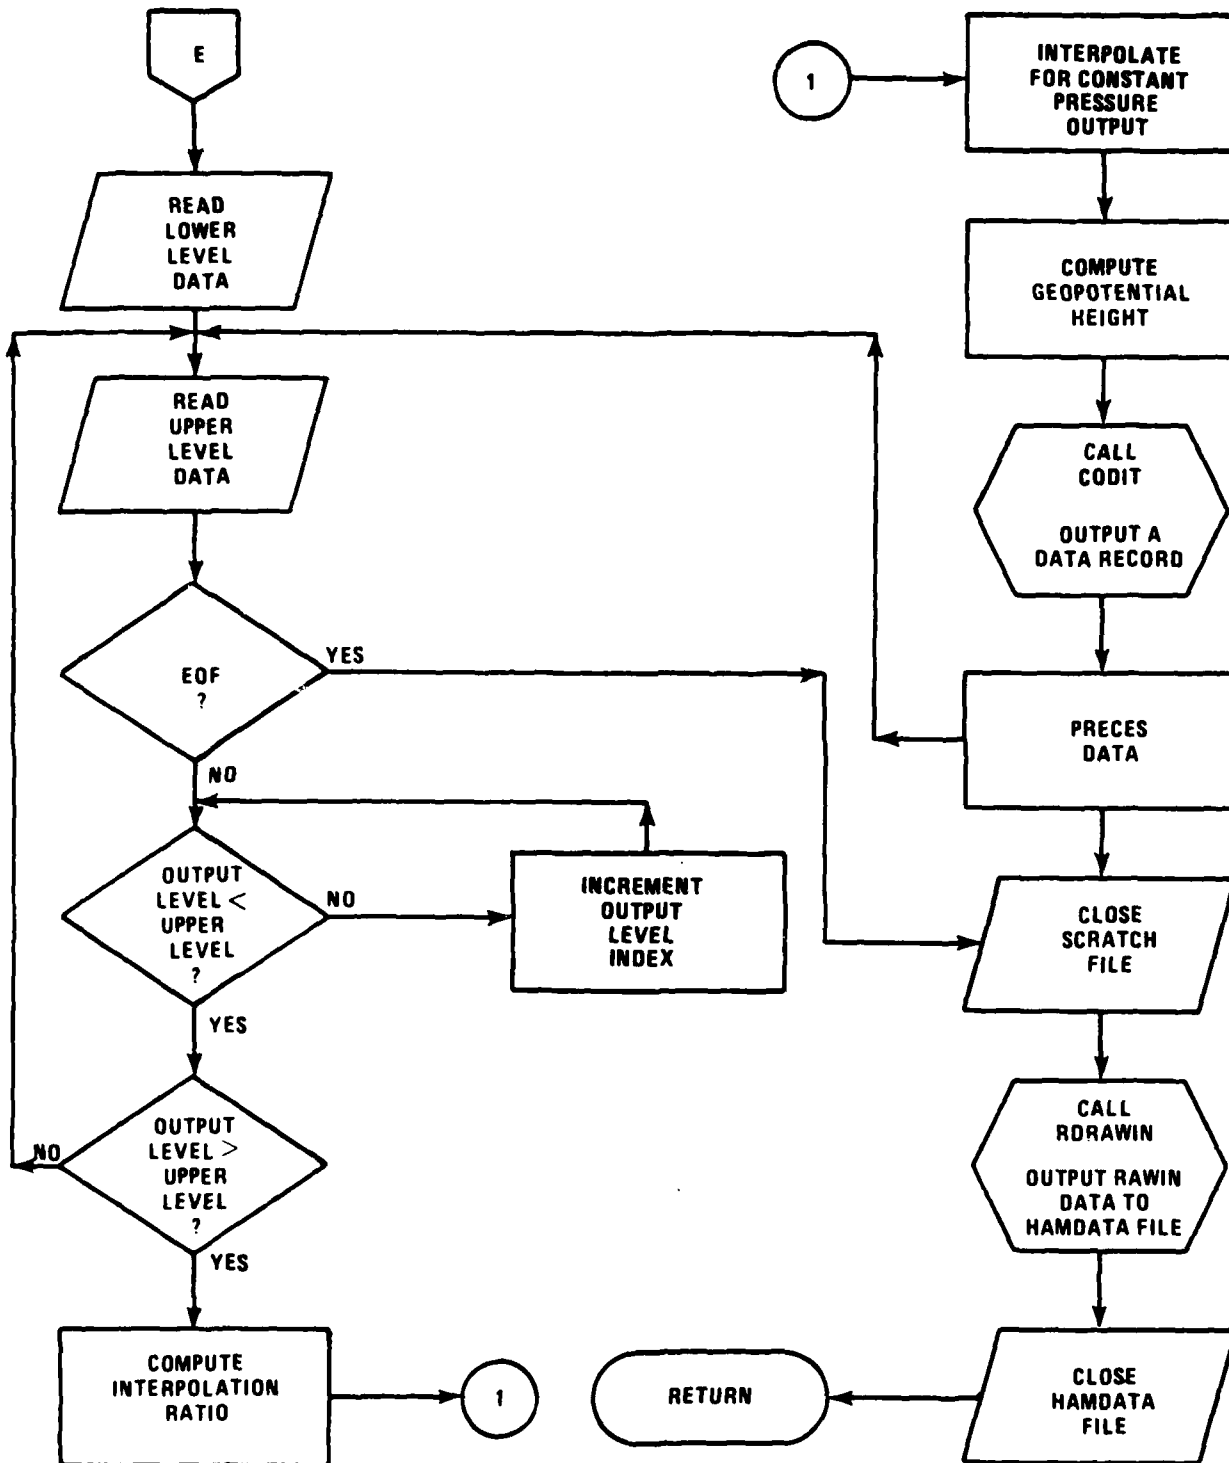 E
READ
LOWER
LEVEL
DATA
READ
UPPER
LEVEL
DATA
EOF
?
YES
NO
OUTPUT
LEVEL <
UPPER
LEVEL
?
NO
INCREMENT
OUTPUT
LEVEL
INDEX
YES
OUTPUT
LEVEL >
UPPER
LEVEL
?
NO
YES
COMPUTE
INTERPOLATION
RATIO
1
1
INTERPOLATE
FOR CONSTANT
PRESSURE
OUTPUT
COMPUTE
GEOPOTENTIAL
HEIGHT
CALL
CODIT
OUTPUT A
DATA RECORD
PRECES
DATA
CLOSE
SCRATCH
FILE
CALL
RDRAWIN
OUTPUT RAWIN
DATA TO
HAMDATA FILE
CLOSE
HAMDATA
FILE
RETURN